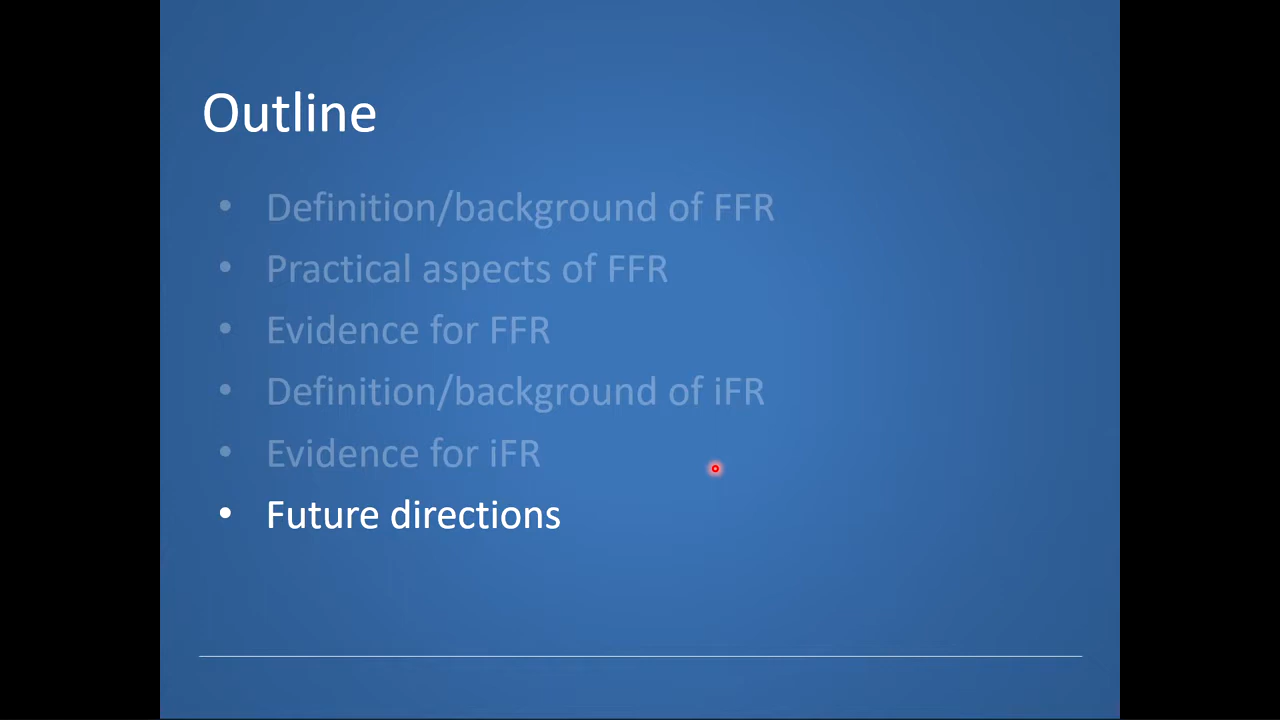 Outline
• Definition/background of FFR
• Practical aspects of FFR
• Evidence for FFR
• Definition/background of iFR
• Evidence for iFR
• Future directions